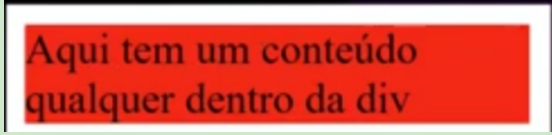 Aqui tem um conteúdo
qualquer dentro da div